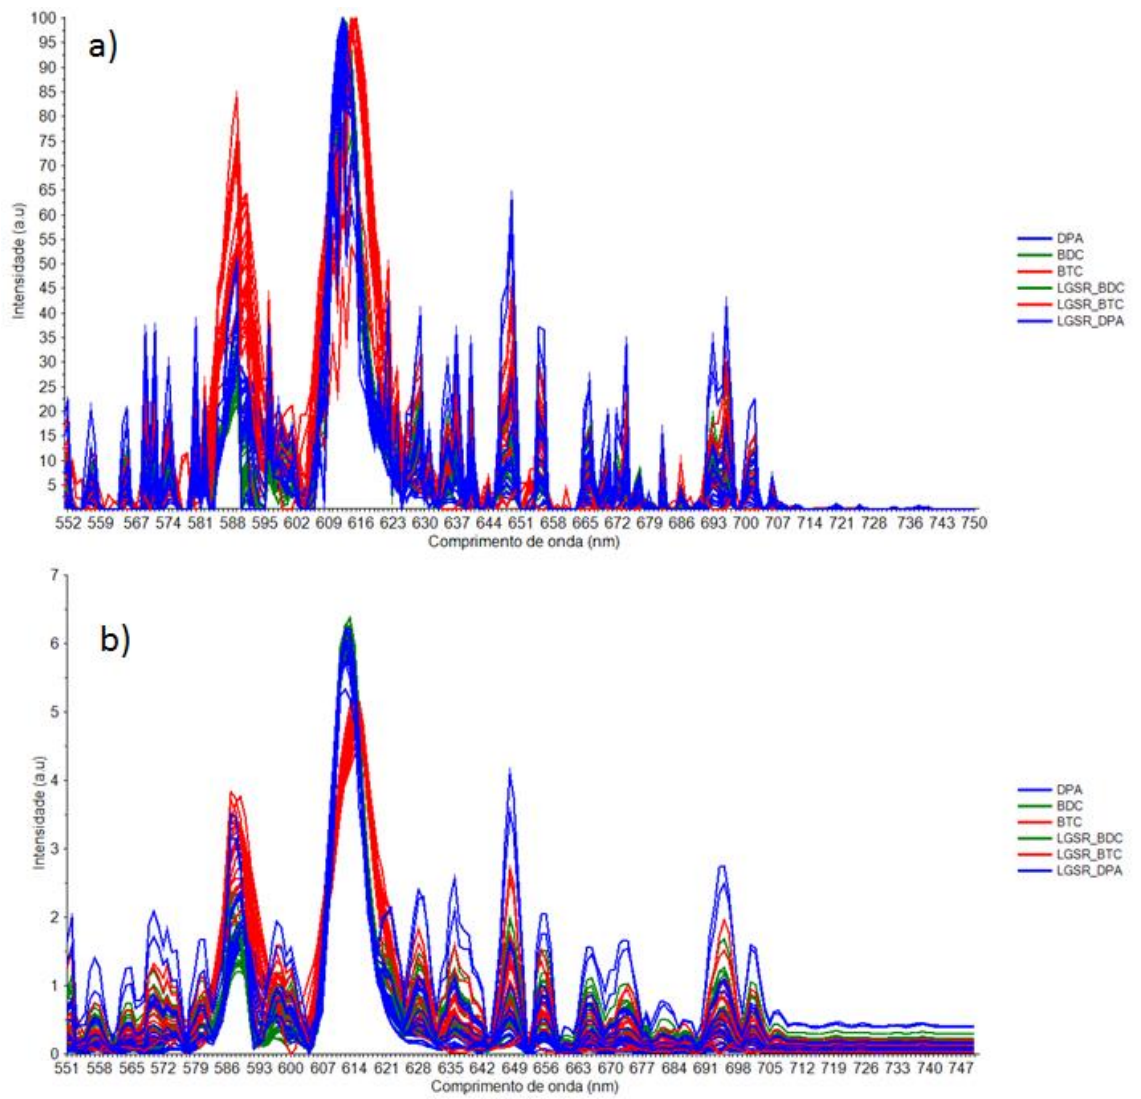 a)
100
95
90
85
80
75
70
65
60
55
50
45
40
35
30
25
20
15
10
5
Intensidade (a.u)
552 559 567 574 581 588 595 602 609 616 623 630 637 644 651 658 665 672 679 686 693 700 707 714 721 728 736 743 750
Comprimento de onda (nm)
DPA
BDC
BTC
LGSR_BDC
LGSR_BTC
LGSR_DPA
b)
7
6
5
4
3
2
1
0
Intensidade (a.u)
551 558 565 572 579 586 593 600 607 614 621 628 635 642 649 656 663 670 677 684 691 698 705 712 719 726 733 740 747
Comprimento de onda (nm)
DPA
BDC
BTC
LGSR_BDC
LGSR_BTC
LGSR_DPA